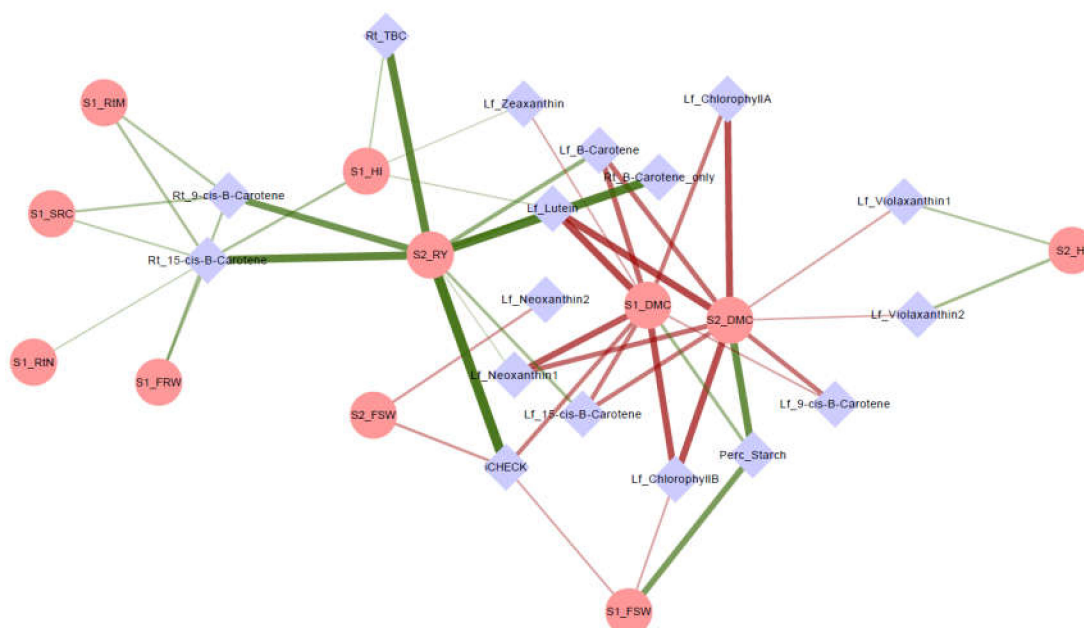 Rt_TBC
S1_RtM
Lf_Zeaxanthin
Lf_ChlorophyllA
Lf_B-Carotene
S1_HI
Rt_B-Carotene_only
Rt_9-cis-B-Carotene
Lf_Violaxanthin1
S1_SRC
Lf_Lutein
S2_RY
S2_H
Rt_15-cis-B-Carotene
Lf_Neoxanthin2
S1_DMC
S2_DMC
Lf_Violaxanthin2
S1_RtN
S1_FRW
Lf_Neoxanthin1
Lf_9-cis-B-Carotene
S2_FSW
Lf_15-cis-B-Carotene
Perc_Starch
iCHECK
Lf_ChlorophyllB
S1_FSW